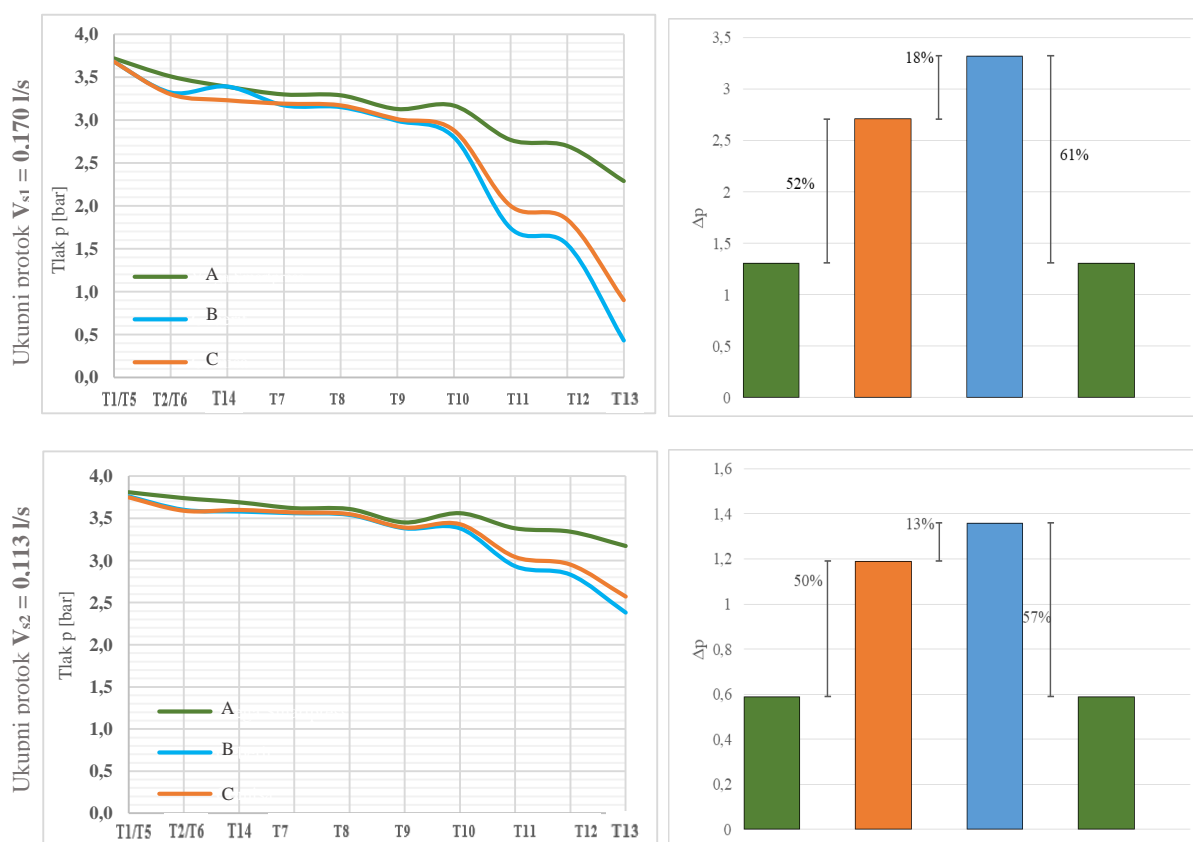 Ukupni protok Vs1 = 0.170 l/s
Tlak p [bar]
4,0
3,5
3,0
2,5
2,0
1,5
1,0
0,5
0,0
A
B
C
T1/T5 T2/T6 T14 T7 T8 T9 T10 T11 T12 T13
Δp
3,5
3
2,5
2
1,5
1
0,5
0
18%
52%
61%
Ukupni protok Vs2 = 0,113 l/s
Tlak p [bar]
4,0
3,5
3,0
2,5
2,0
1,5
1,0
0,5
0,0
A
B
C
T1/T5 T2/T6 T14 T7 T8 T9 T10 T11 T12 T13
Δp
1,6
1,4
1,2
1
0,8
0,6
0,4
0,2
0
13%
50%
57%